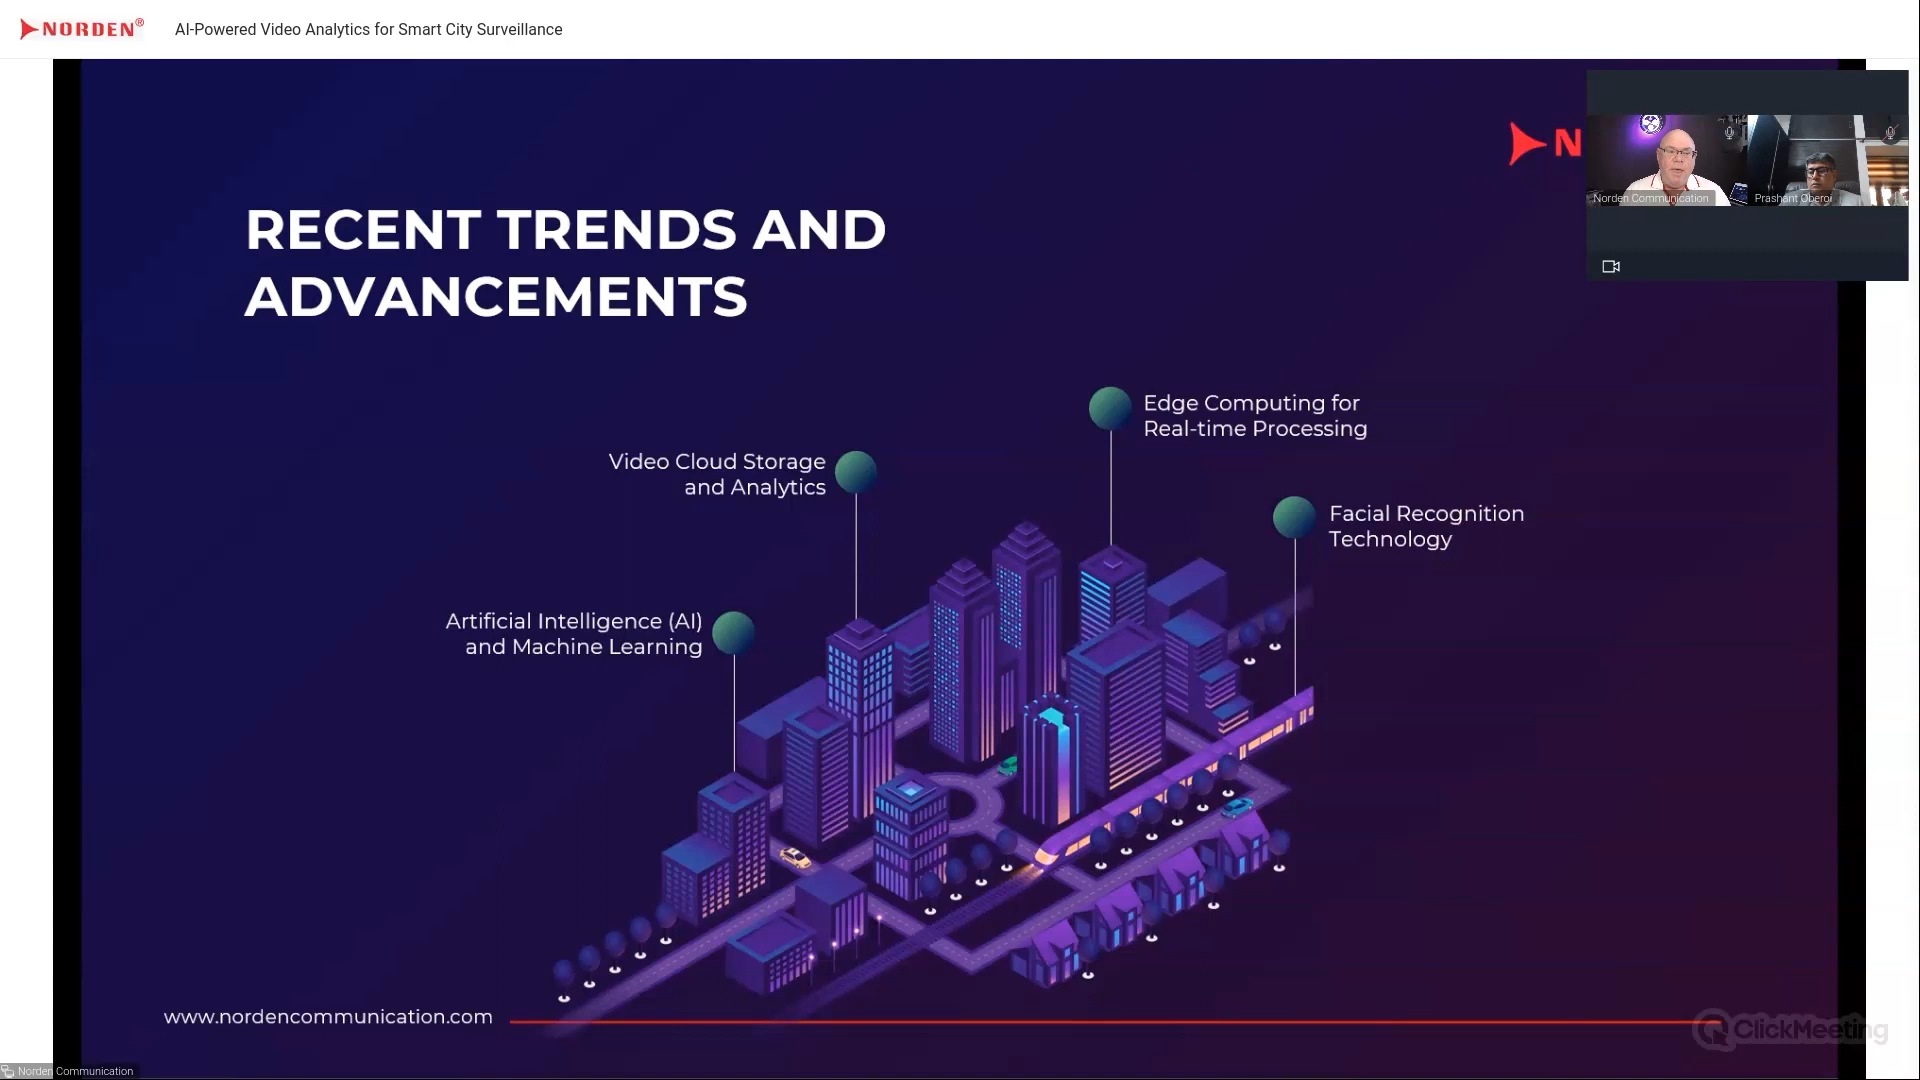 NORDEN®
AI-Powered Video Analytics for Smart City Surveillance
N
Norden Communication
Prashant Oberoi
RECENT TRENDS AND
ADVANCEMENTS
Edge Computing for
Real-time Processing
Video Cloud Storage
and Analytics
Facial Recognition
Technology
Artificial Intelligence (AI)
and Machine Learning
www.nordencommunication.com
ClickMeeting
Norden Communication